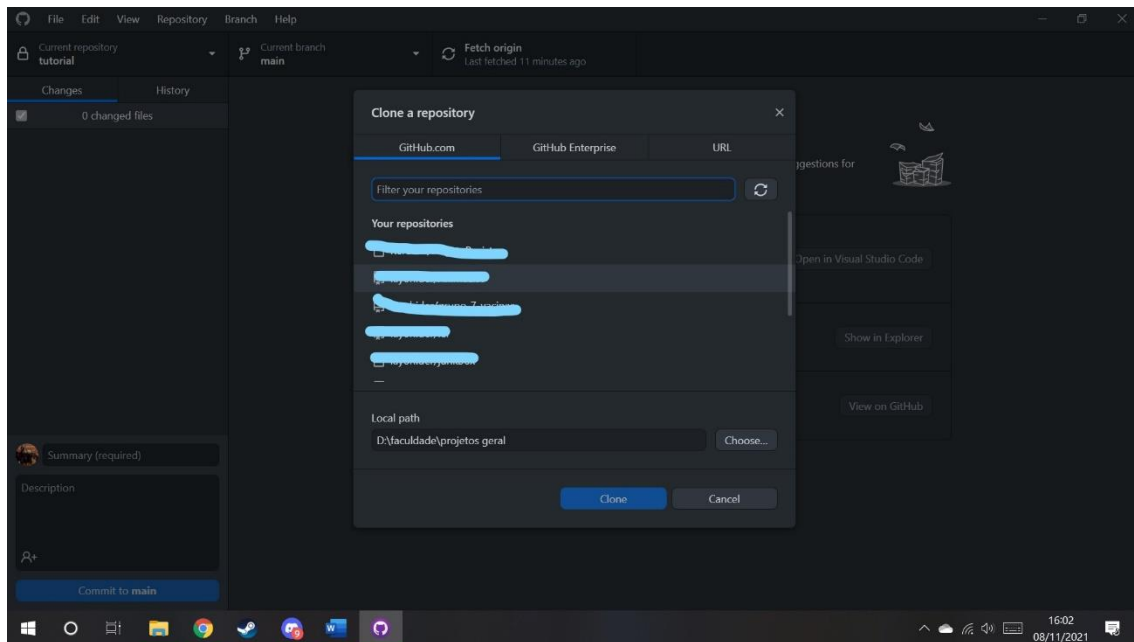 File Edit View Repository Branch Help
Current repository
tutorial
Current branch
main
Fetch origin
Last fetched 11 minutes ago
Changes History
0 changed files
Clone a repository
GitHub.com GitHub Enterprise URL
Filter your repositories
Your repositories
ggestions for
Open in Visual Studio Code
Show in Explorer
View on GitHub
Local path
D:\faculdade\projetos geral
Choose...
Clone Cancel
Summary (required)
Description
Commit to main
9
16:02
08/11/2021